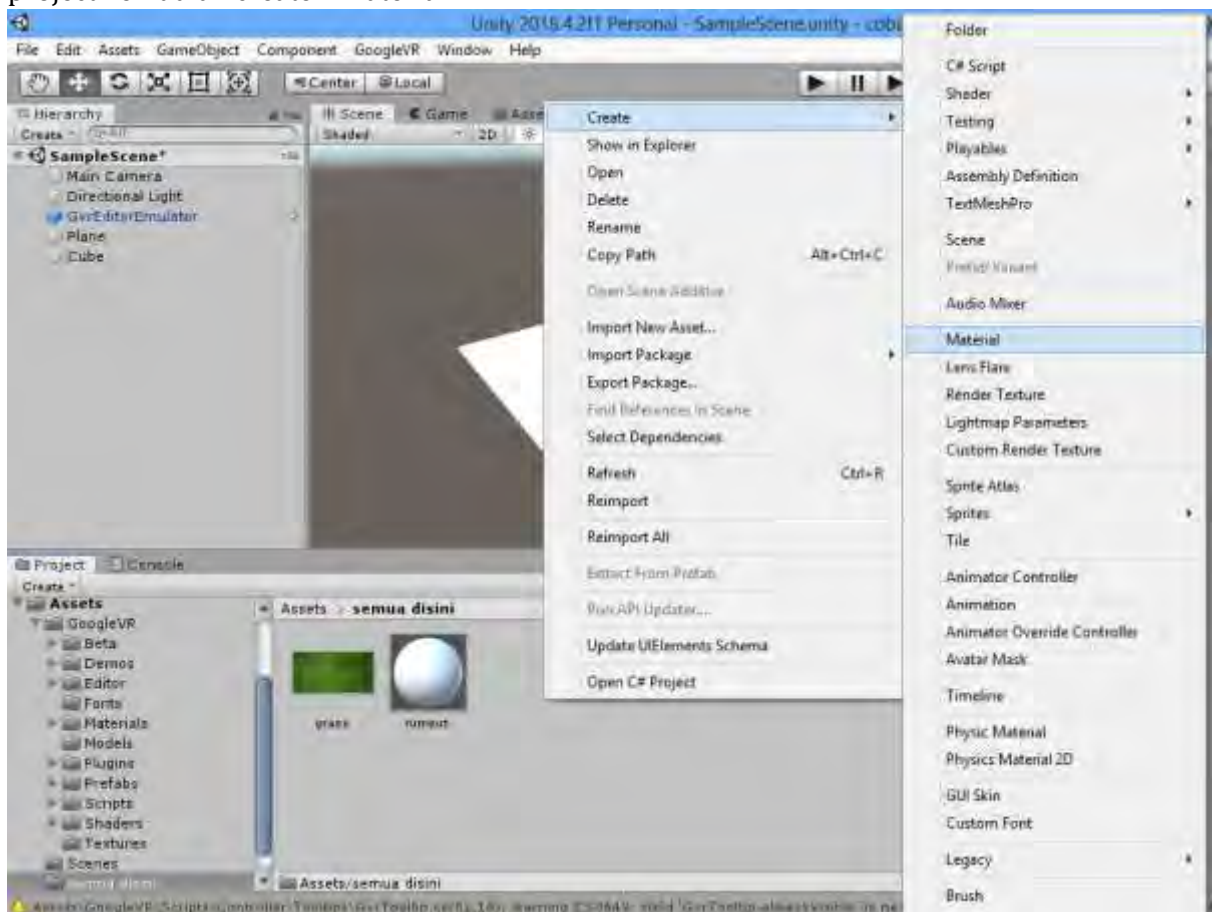 Unity 2018.4.2f1 Personal - SampleScene.unity -
File Edit Assets GameObject Component GoogleVR Window Help
Center Local
Hierarchy
Create
SampleScene*
Main Camera
Directional Light
GvrEditorEmulator
Plane
Cube
Scene Game
Shaded 2D
Create
Show in Explorer
Open
Delete
Rename
Copy Path Alt+Ctrl+C
Open Scene Additive
Import New Asset...
Import Package
Export Package...
Find References In Scene
Select Dependencies
Refresh Ctrl+R
Reimport
Reimport All
Extract From Prefab
Run API Updater...
Update UIElements Schema
Open C# Project
Folder
C# Script
Shader
Testing
Playables
Assembly Definition
TextMeshPro
Scene
Prefab Variant
Audio Mixer
Material
Lens Flare
Render Texture
Lightmap Parameters
Custom Render Texture
Sprite Atlas
Sprites
Tile
Animator Controller
Animation
Animator Override Controller
Avatar Mask
Timeline
Physic Material
Physics Material 2D
GUI Skin
Custom Font
Legacy
Brush
Project Console
Create
Assets
GoogleVR
Beta
Demos
Editor
Fonts
Materials
Models
Plugins
Prefabs
Scripts
Shaders
Textures
Scenes
semua disini
Assets > semua disini
grass rumput
Assets/semua disini